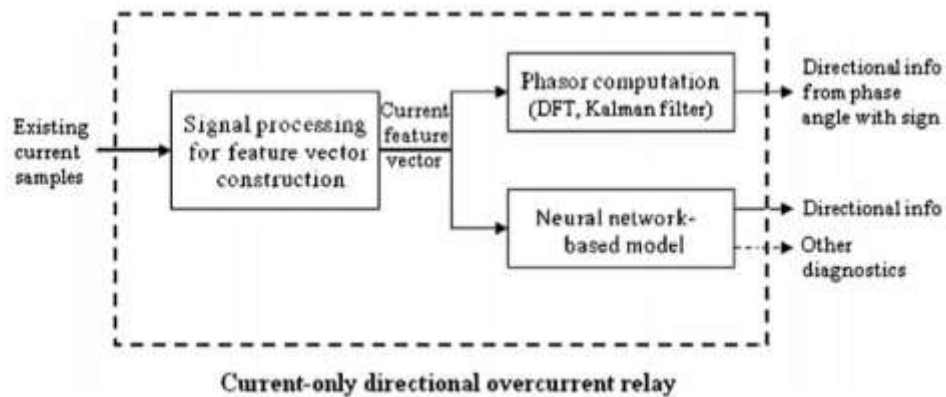 Existing
current
samples
Signal processing
for feature vector
construction
Current
feature
vector
Phasor computation
(DFT, Kalman filter)
Directional info
from phase
angle with sign
Neural network-
based model
Directional info
Other
diagnostics
Current-only directional overcurrent relay